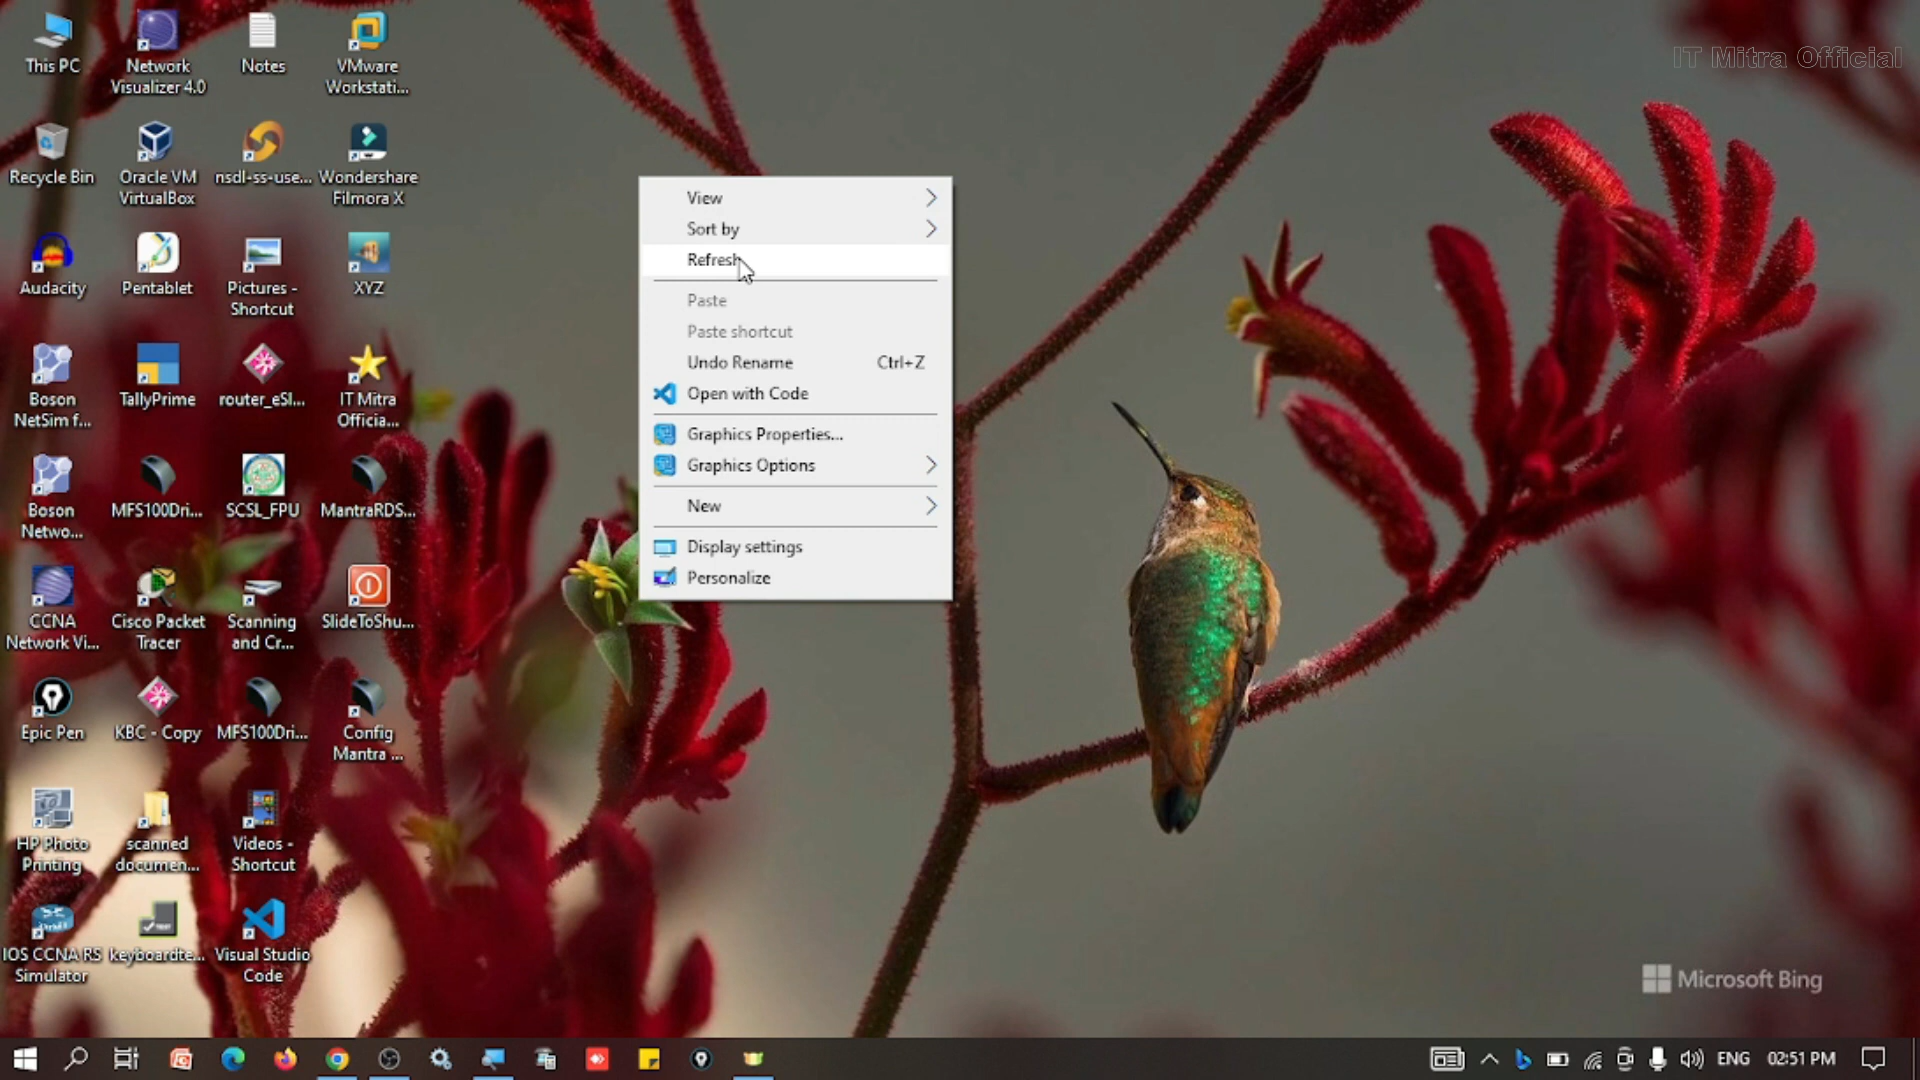 IT Mitra Official
This PC
Network
Visualizer 4.0
Notes
VMware
Workstati...
Recycle Bin
Oracle VM
VirtualBox
nsdl-ss-use...
Wondershare
Filmora X
Audacity
Pentablet
Pictures -
Shortcut
XYZ
Boson
NetSim f...
TallyPrime
router_eSl...
IT Mitra
Officia...
Boson
Netwo...
MFS100Dri...
SCSL_FPU
MantraRDS...
CCNA
Network Vi...
Cisco Packet
Tracer
Scanning
and Cr...
SlideToShu...
Epic Pen
KBC - Copy
MFS100Dri...
Config
Mantra ...
HP Photo
Printing
scanned
documen...
Videos -
Shortcut
IOS CCNA RS
Simulator
keyboardte...
Visual Studio
Code
View
Sort by
Refresh
Paste
Paste shortcut
Undo Rename Ctrl+Z
Open with Code
Graphics Properties...
Graphics Options
New
Display settings
Personalize
Microsoft Bing
ENG 02:51 PM